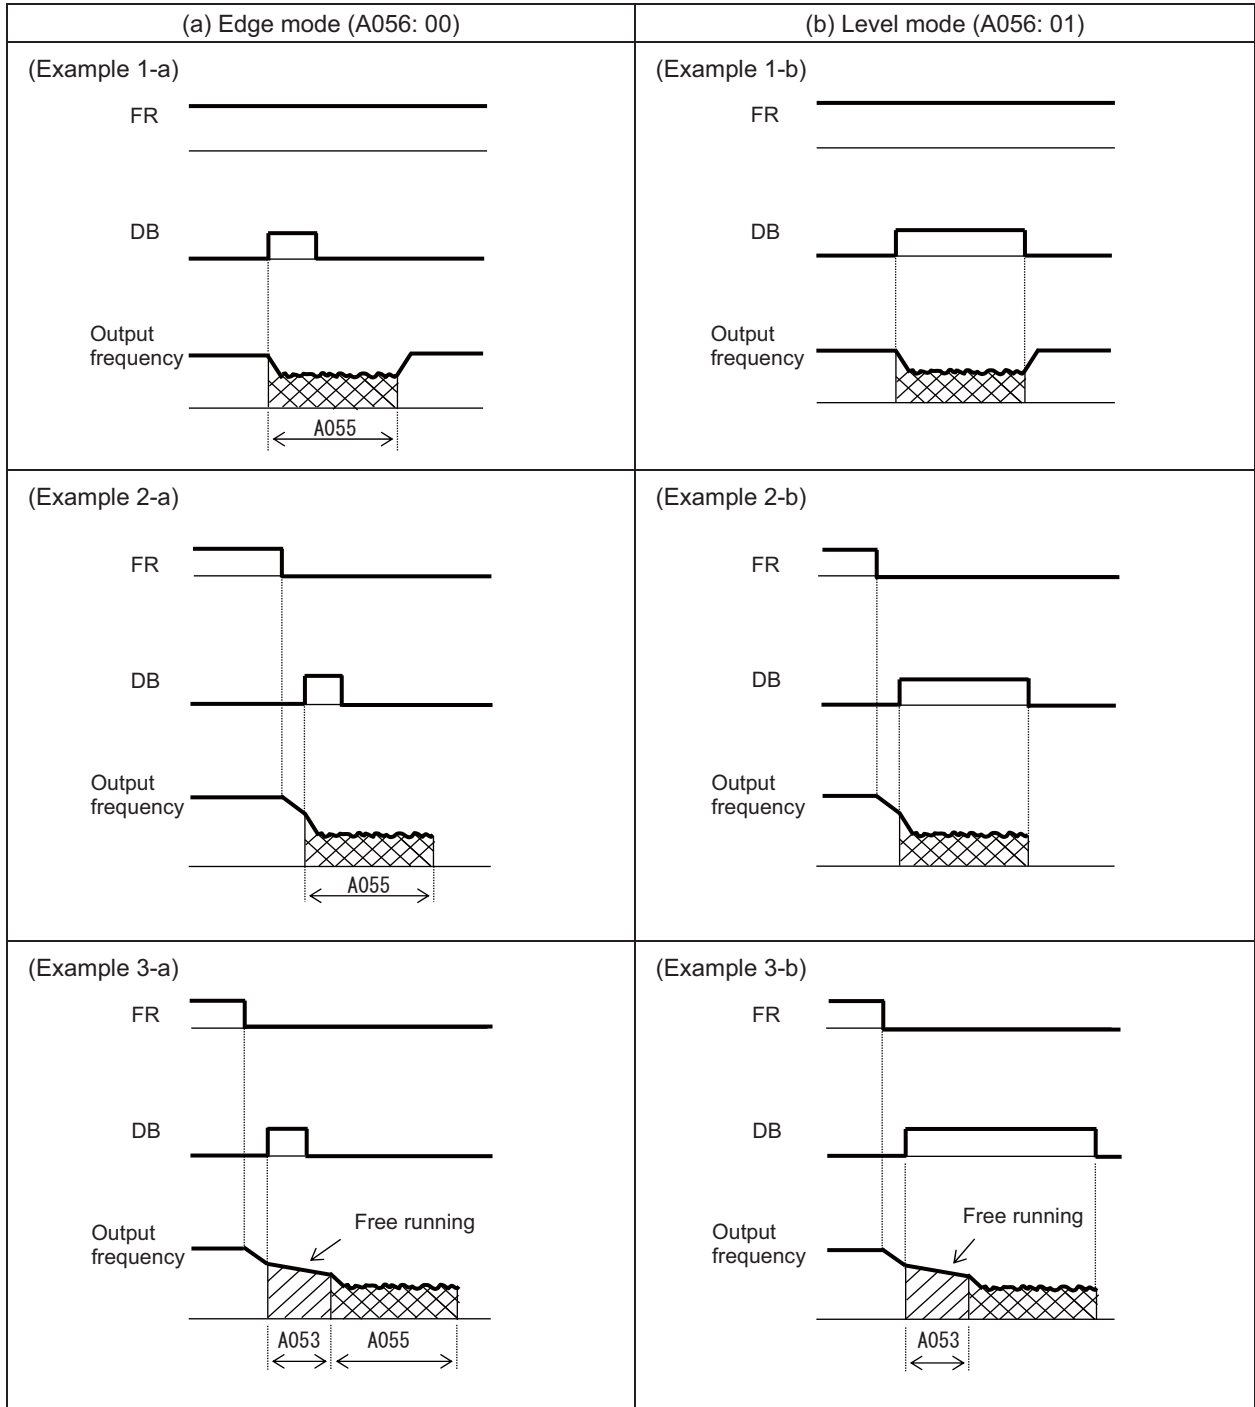 (a) Edge mode (A056: 00)
(b) Level mode (A056: 01)
(Example 1-a)
FR
DB
Output
frequency
A055
(Example 1-b)
FR
DB
Output
frequency
(Example 2-a)
FR
DB
Output
frequency
A055
(Example 2-b)
FR
DB
Output
frequency
(Example 3-a)
FR
DB
Free running
Output
frequency
A053
A055
(Example 3-b)
FR
DB
Free running
Output
frequency
A053